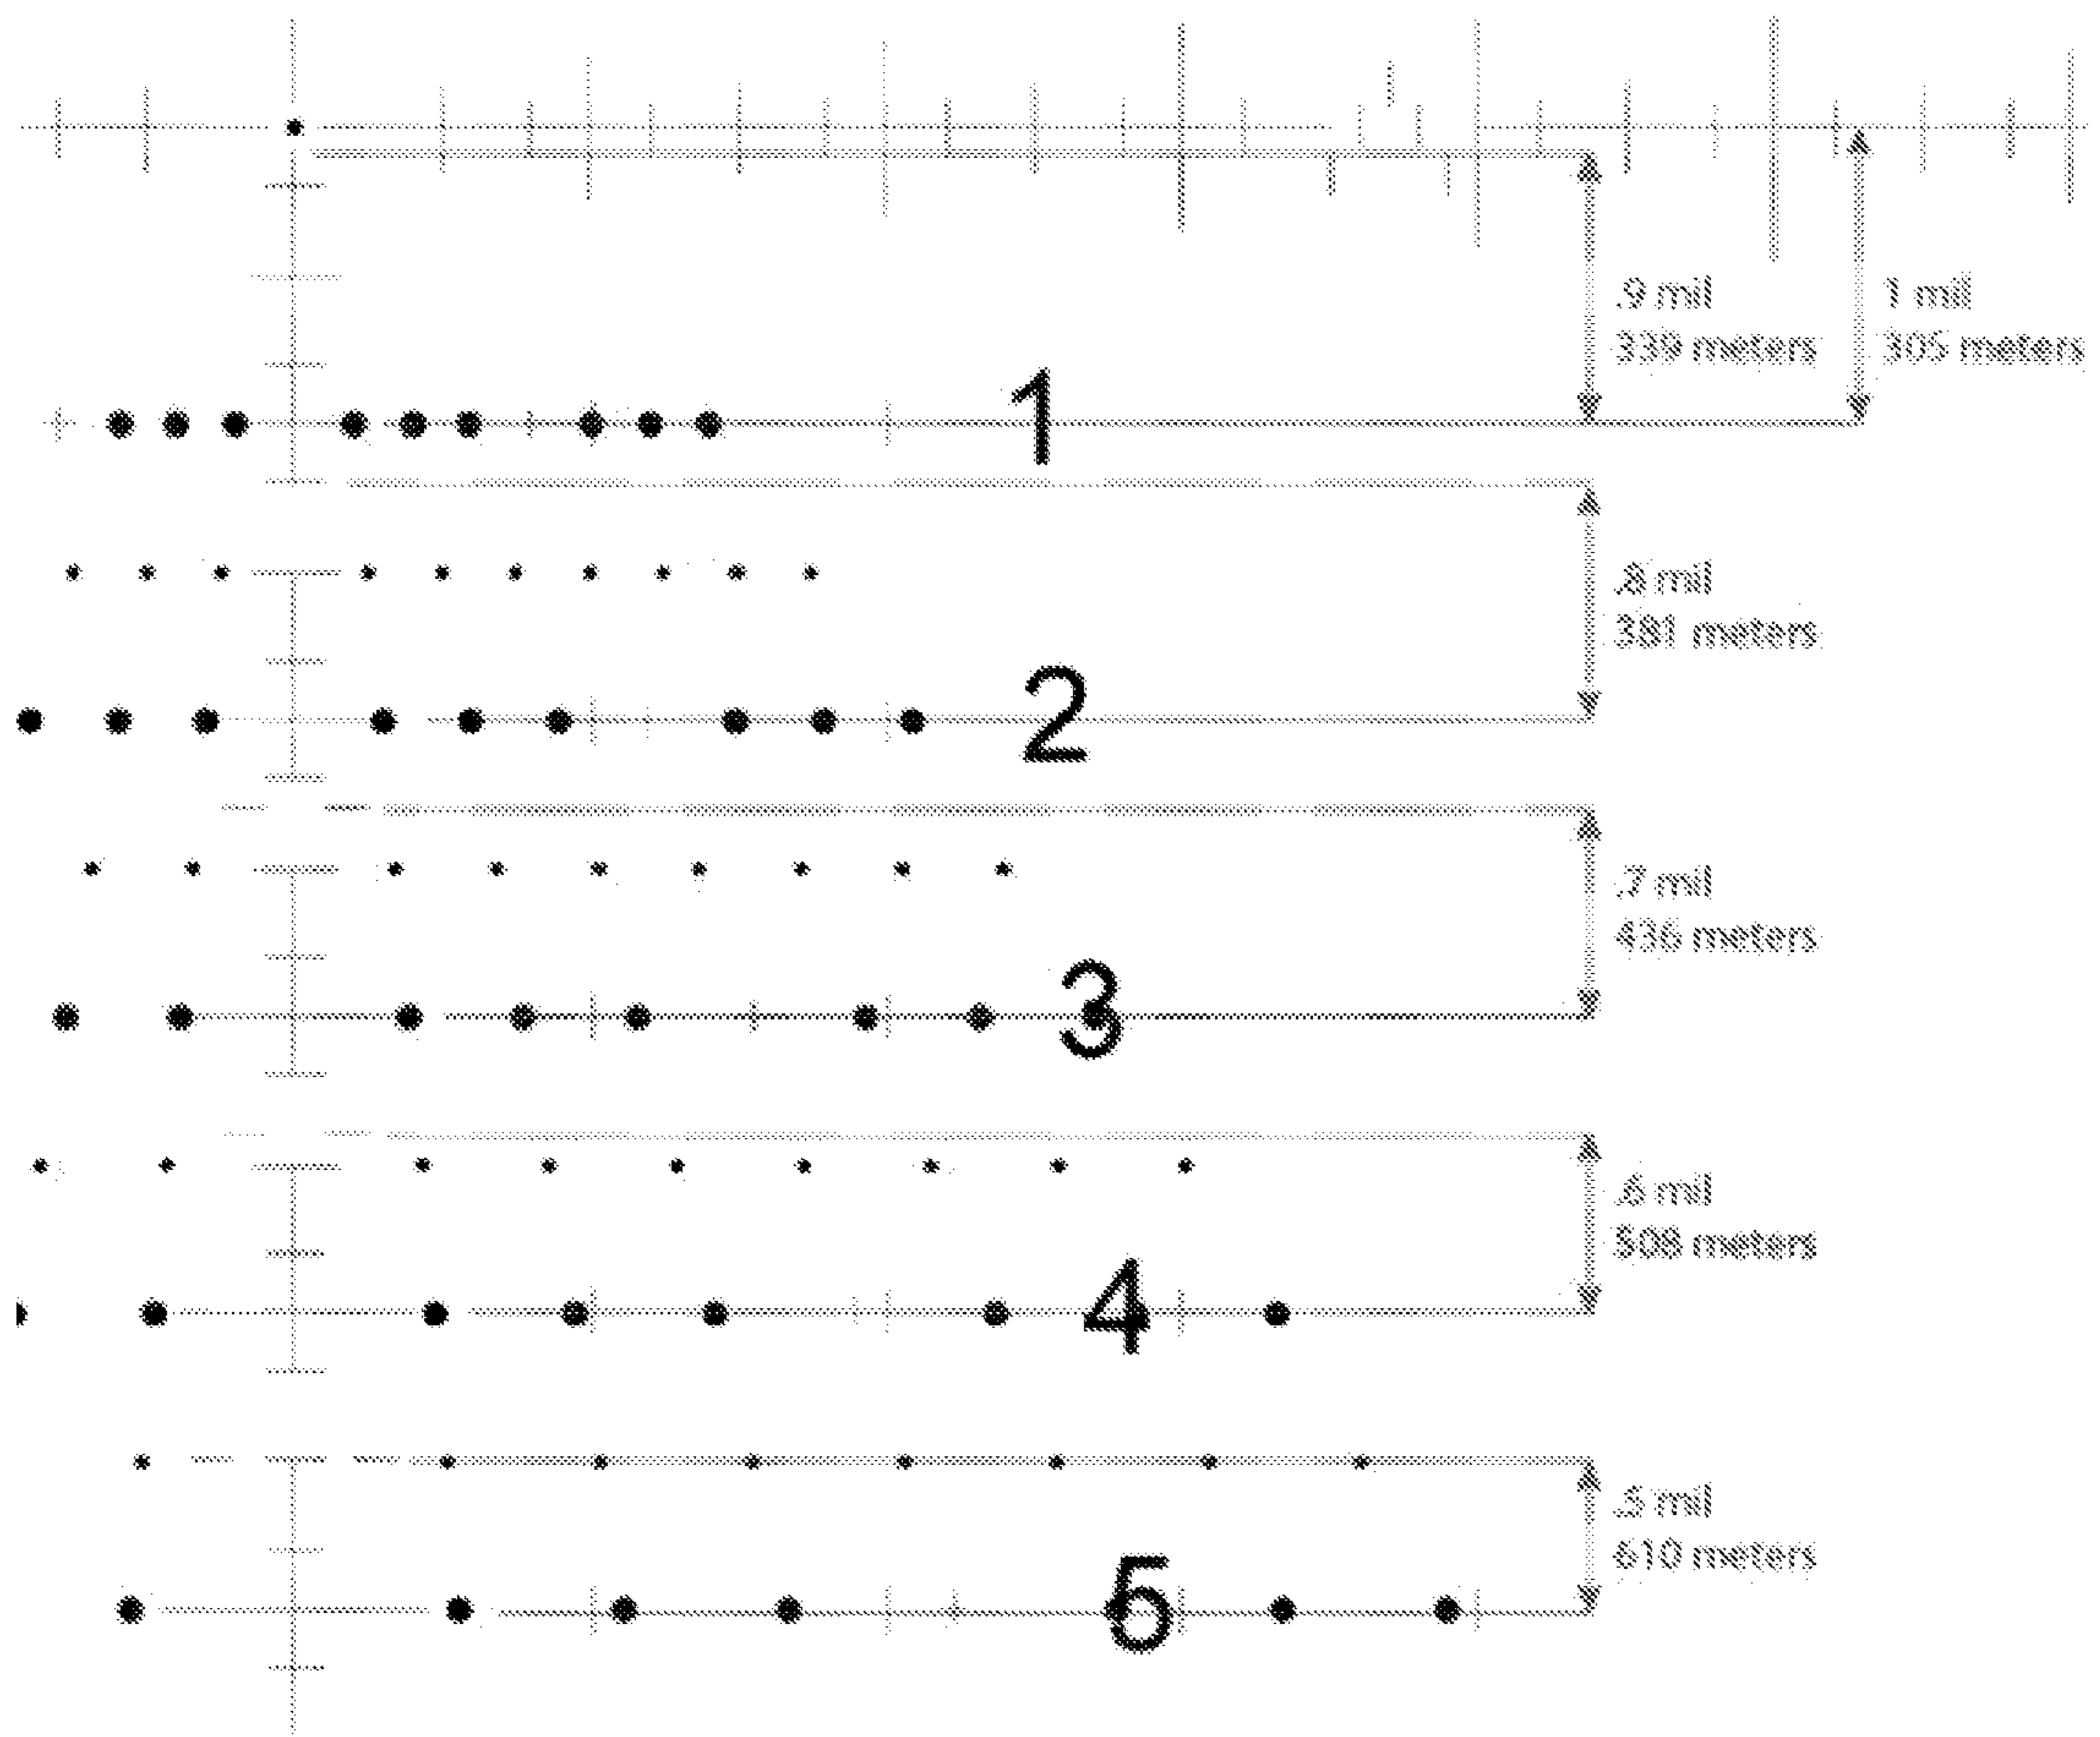 .9 mil
339 meters
1 mil
305 meters
1
.8 mil
381 meters
2
.7 mil
436 meters
3
.6 mil
508 meters
4
.5 mil
610 meters
5